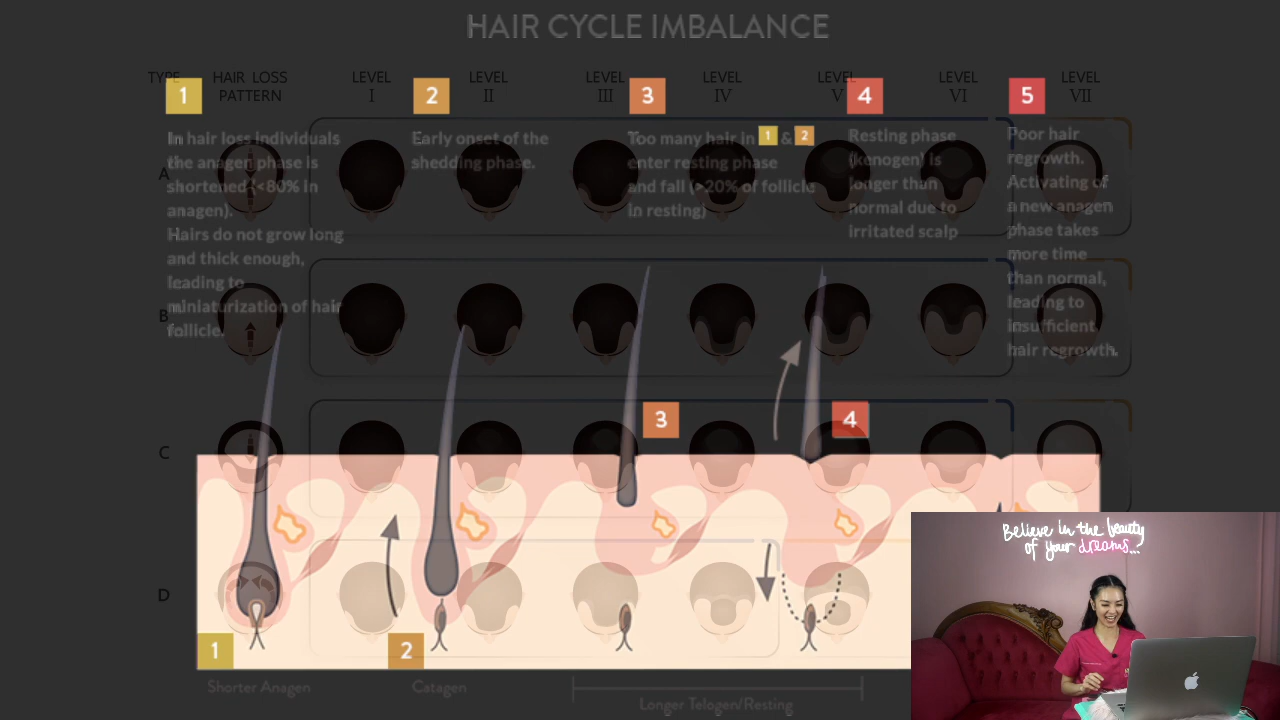 HAIR CYCLE IMBALANCE
TYPE
HAIR LOSS
PATTERN
LEVEL
I
LEVEL
II
LEVEL
III
LEVEL
IV
LEVEL
V
LEVEL
VI
LEVEL
VII
1
In hair loss individuals
the anagen phase is
shortened (<80% in
anagen).
Hairs do not grow long
and thick enough,
leading to
miniaturization of hair
follicle.
2
Early onset of the
shedding phase.
3
Too many hair in 1 & 2
enter resting phase
and fall (>20% of follicle
in resting)
4
Resting phase
(kenogen) is
longer than
normal due to
irritated scalp
5
Poor hair
regrowth.
Activating of
a new anagen
phase takes
more time
than normal,
leading to
insufficient
hair regrowth.
A
B
C
D
3
4
1
2
Shorter Anagen
Catagen
Longer Telogen/Resting
Believe in the beauty
of your dreams...